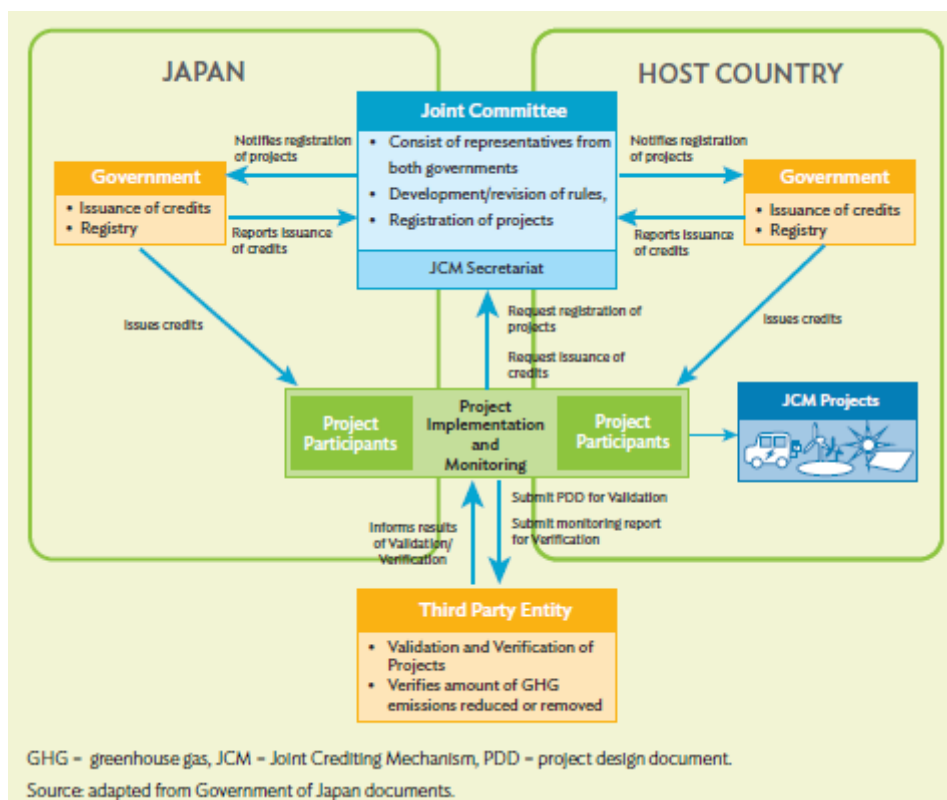 JAPAN
HOST COUNTRY
Joint Committee
• Consist of representatives from
both governments
• Development/revision of rules,
• Registration of projects
JCM Secretariat
Notifies registration
of projects
Notifies registration
of projects
Government
• Issuance of credits
• Registry
Government
• Issuance of credits
• Registry
Reports Issuance
of credits
Reports Issuance
of credits
Issues credits
Request registration of
projects
Request Issuance of
credits
Issues credits
Project
Participants
Project
Implementation
and
Monitoring
Project
Participants
JCM Projects
Informs results
of Validation/
Verification
Submit PDD for Validation
Submit monitoring report
for Verification
Third Party Entity
• Validation and Verification of
Projects
• Verifies amount of GHG
emissions reduced or removed
GHG = greenhouse gas, JCM = Joint Crediting Mechanism, PDD = project design document.
Source: adapted from Government of Japan documents.